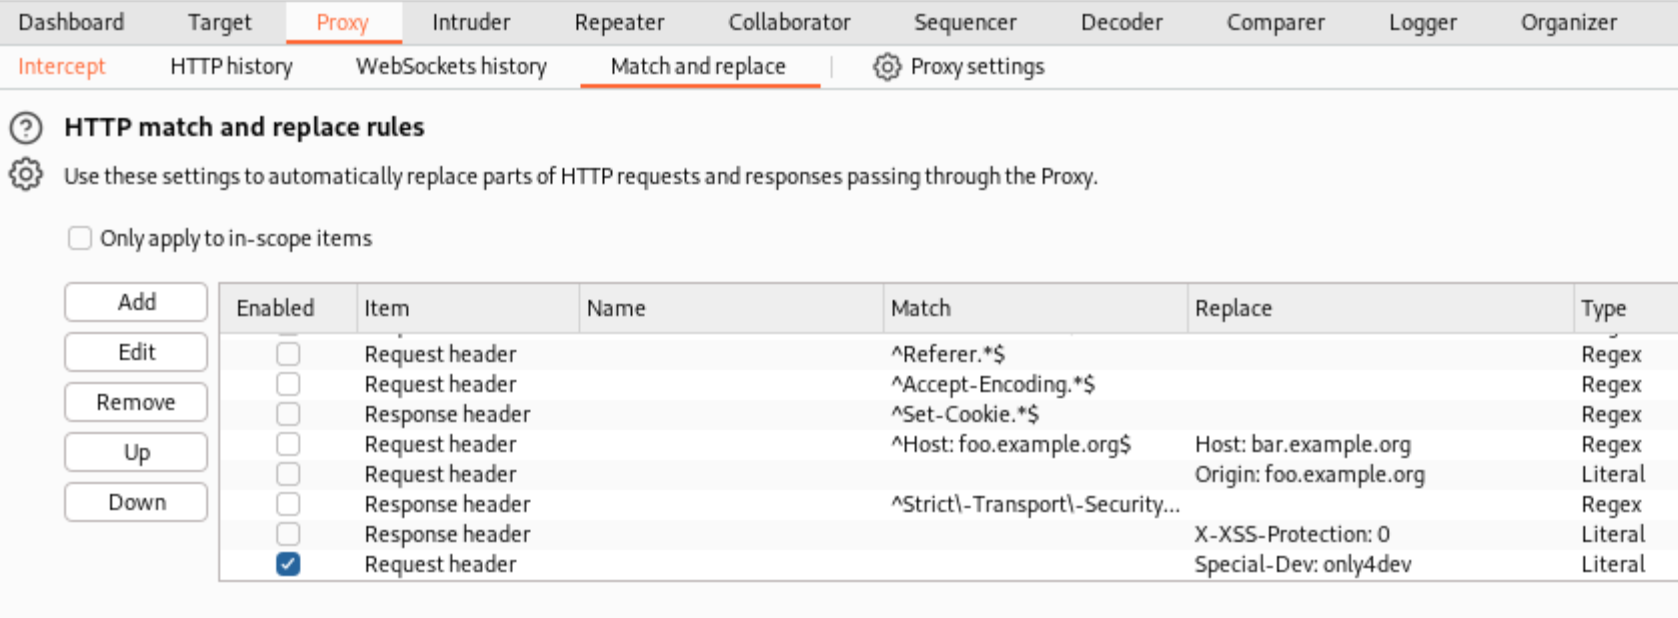 Dashboard Target Proxy Intruder Repeater Collaborator Sequencer Decoder Comparer Logger Organizer
Intercept HTTP history WebSockets history Match and replace Proxy settings
HTTP match and replace rules
Use these settings to automatically replace parts of HTTP requests and responses passing through the Proxy.
Only apply to in-scope items
Add
Edit
Remove
Up
Down
Enabled Item Name Match Replace Type
Request header ^Referer.*$ Regex
Request header ^Accept-Encoding.*$ Regex
Response header ^Set-Cookie.*$ Regex
Request header ^Host: foo.example.org$ Host: bar.example.org Regex
Request header Origin: foo.example.org Literal
Response header ^Strict\-Transport\-Security... Regex
Response header X-XSS-Protection: 0 Literal
Request header Special-Dev: only4dev Literal